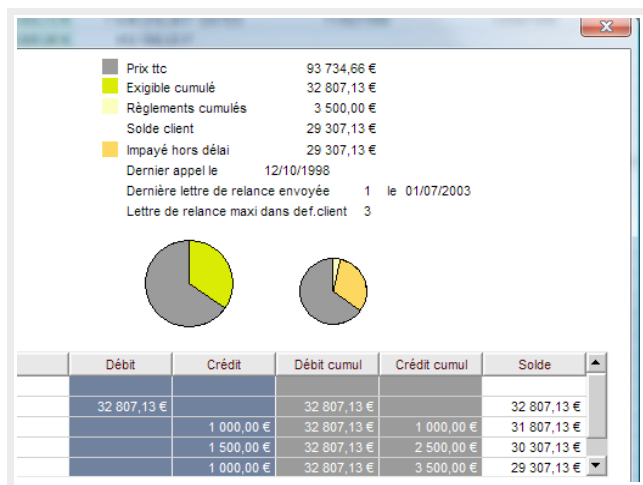 Prix ttc 93 734,66 €
Exigible cumulé 32 807,13 €
Règlements cumulés 3 500,00 €
Solde client 29 307,13 €
Impayé hors délai 29 307,13 €
Dernier appel le 12/10/1998
Dernière lettre de relance envoyée 1 le 01/07/2003
Lettre de relance maxi dans def.client 3
Débit Crédit Débit cumul Crédit cumul Solde
32 807,13 € 32 807,13 € 32 807,13 €
1 000,00 € 32 807,13 € 1 000,00 € 31 807,13 €
1 500,00 € 32 807,13 € 2 500,00 € 30 307,13 €
1 000,00 € 32 807,13 € 3 500,00 € 29 307,13 €